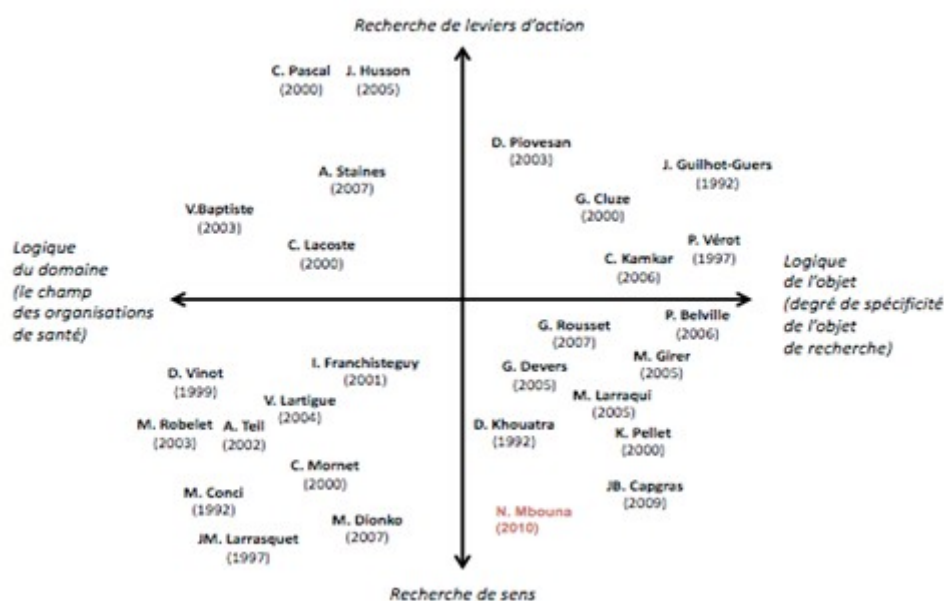 Recherche de leviers d'action
C. Pascal
(2000)
J. Husson
(2005)
D. Piovesan
(2003)
J. Guilhot-Guers
(1992)
A. Staines
(2007)
G. Cluze
(2000)
V.Baptiste
(2003)
C. Lacoste
(2000)
P. Vérot
(1997)
C. Kamkar
(2006)
Logique
du domaine
(le champ
des organisations
de santé)
Logique
de l'objet
(degré de spécificité
de l'objet
de recherche)
P. Belville
(2006)
G. Rousset
(2007)
M. Girer
(2005)
I. Franchisteguy
(2001)
G. Devers
(2005)
D. Vinot
(1999)
V. Lartigue
(2004)
M. Larraqui
(2005)
M. Robelet
(2003)
A. Teil
(2002)
D. Khouatra
(1992)
K. Pellet
(2000)
C. Mornet
(2000)
M. Conci
(1992)
JB. Capgras
(2009)
N. Mbouna
(2010)
M. Dionko
(2007)
JM. Larrasquet
(1997)
Recherche de sens